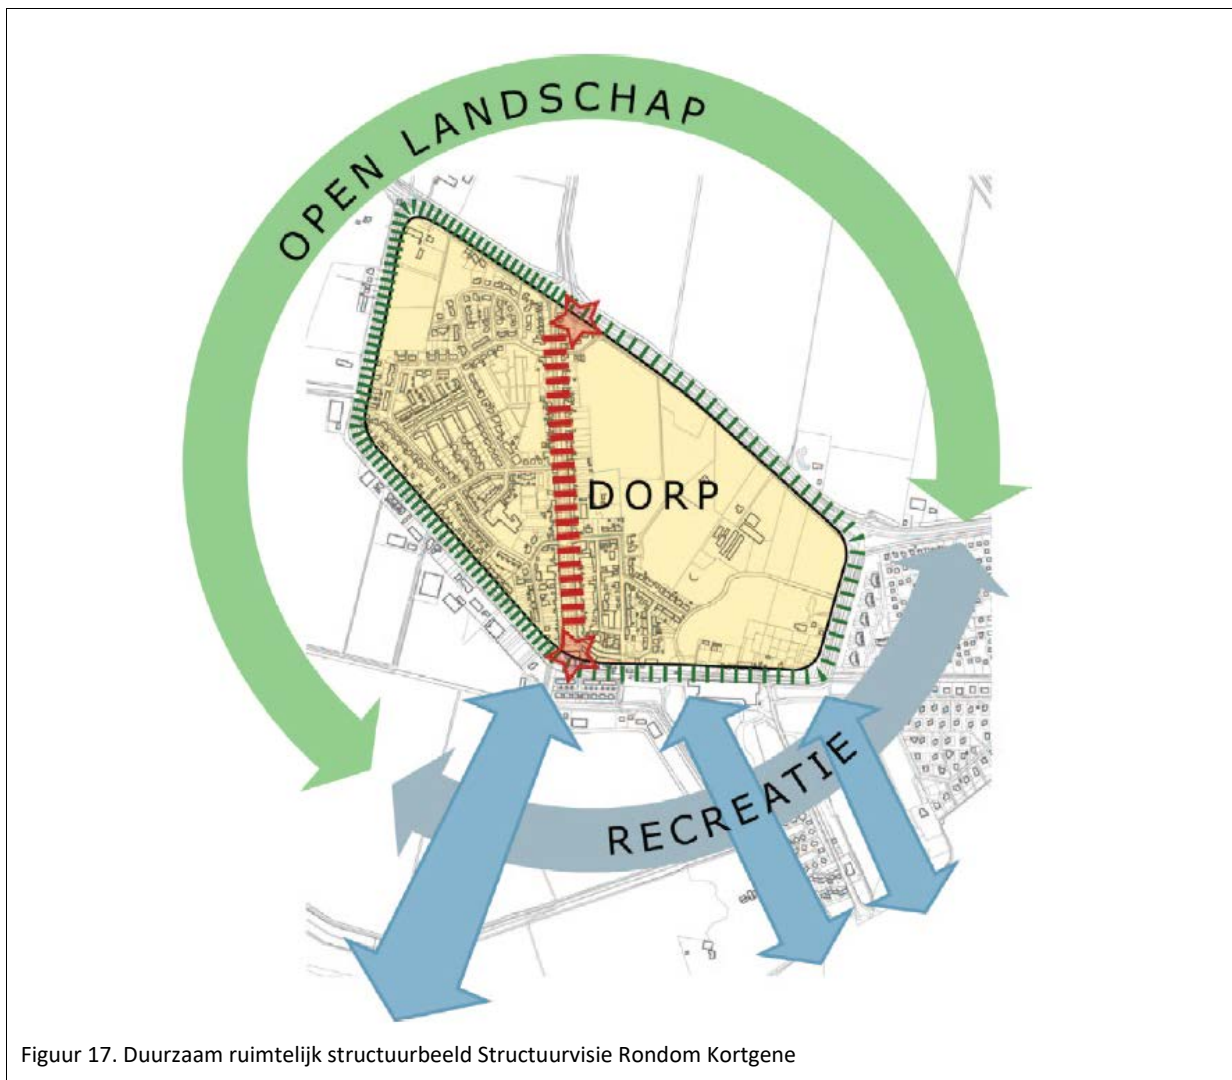 OPEN LANDSCHAP
DORP
RECREATIE
Figuur 17. Duurzaam ruimtelijk structuurbeeld Structuurvisie Rondom Kortgene